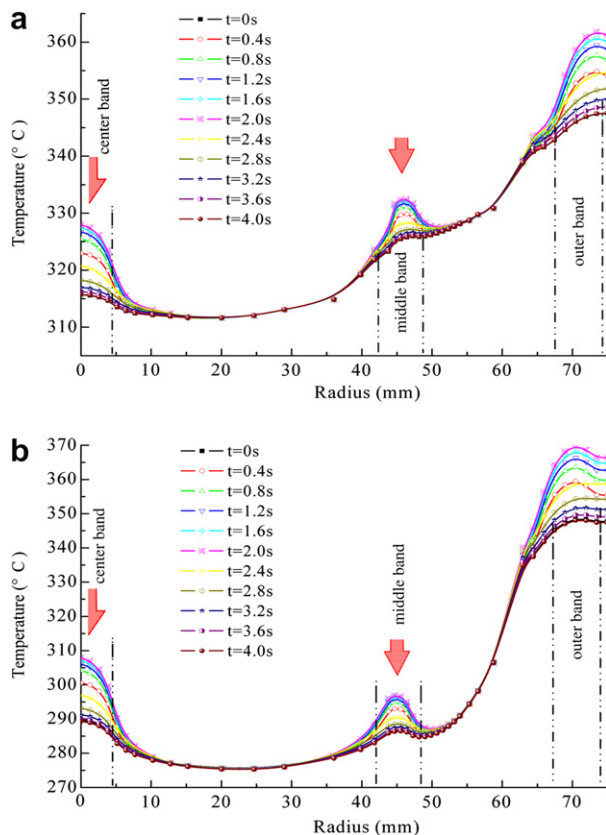 a
Temperature (° C)
360
350
340
330
320
310
t=0s
t=0.4s
t=0.8s
t=1.2s
t=1.6s
t=2.0s
t=2.4s
t=2.8s
t=3.2s
t=3.6s
t=4.0s
center band
middle band
outer band
0 10 20 30 40 50 60 70
Radius (mm)
b
Temperature (° C)
370
360
350
340
330
320
310
300
290
280
270
t=0s
t=0.4s
t=0.8s
t=1.2s
t=1.6s
t=2.0s
t=2.4s
t=2.8s
t=3.2s
t=3.6s
t=4.0s
center band
middle band
outer band
0 10 20 30 40 50 60 70
Radius (mm)